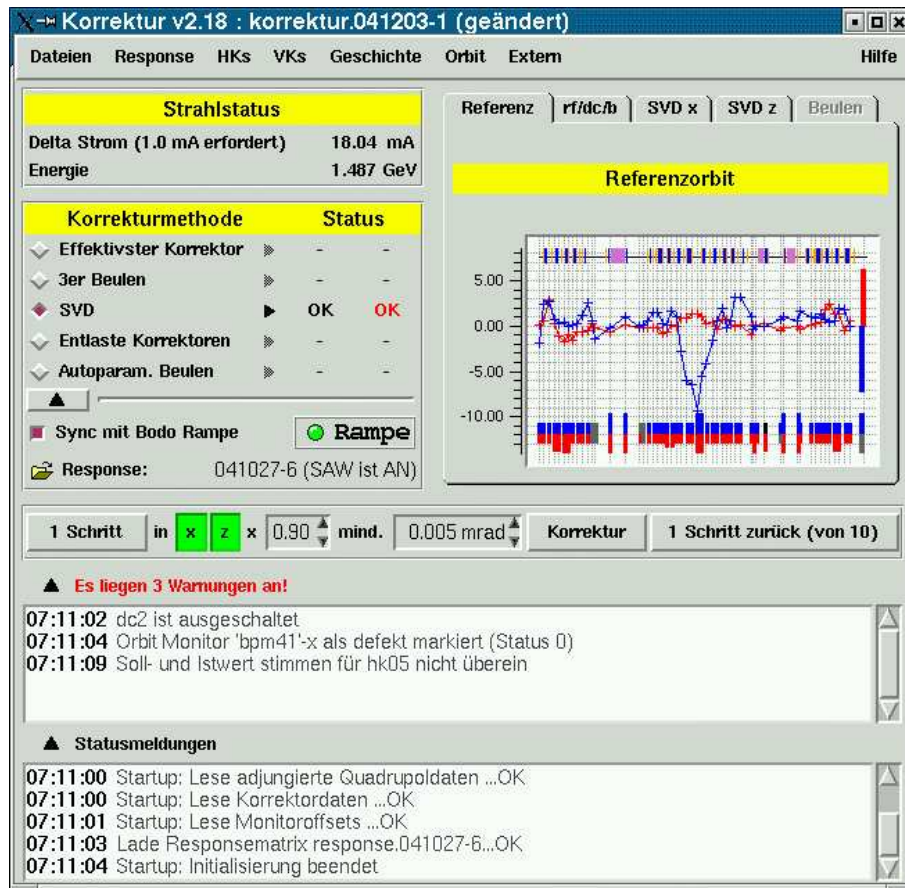 Korrektur v2.18 : korrektur.041203-1 (geändert)
Dateien Response HKs VKs Geschichte Orbit Extern Hilfe
Strahlstatus
Delta Strom (1.0 mA erfordert) 18.04 mA
Energie 1.487 GeV
Korrekturmethode Status
Effektivster Korrektor - -
3er Beulen - -
SVD OK OK
Entlaste Korrektoren - -
Autoparam. Beulen - -
Sync mit Bodo Rampe Rampe
Response: 041027-6 (SAW ist AN)
Referenz rf/dc/b SVD x SVD z Beulen
Referenzorbit
5.00
0.00
-5.00
-10.00
1 Schritt in x z x 0.90 mind. 0.005 mrad Korrektur 1 Schritt zurück (von 10)
Es liegen 3 Warnungen an!
07:11:02 dc2 ist ausgeschaltet
07:11:04 Orbit Monitor 'bpm41'-x als defekt markiert (Status 0)
07:11:09 Soll- und Istwert stimmen für hk05 nicht überein
Statusmeldungen
07:11:00 Startup: Lese adjungierte Quadrupoldaten ...OK
07:11:00 Startup: Lese Korrektordaten ...OK
07:11:01 Startup: Lese Monitoroffsets ...OK
07:11:03 Lade Responsematrix response.041027-6...OK
07:11:04 Startup: Initialisierung beendet